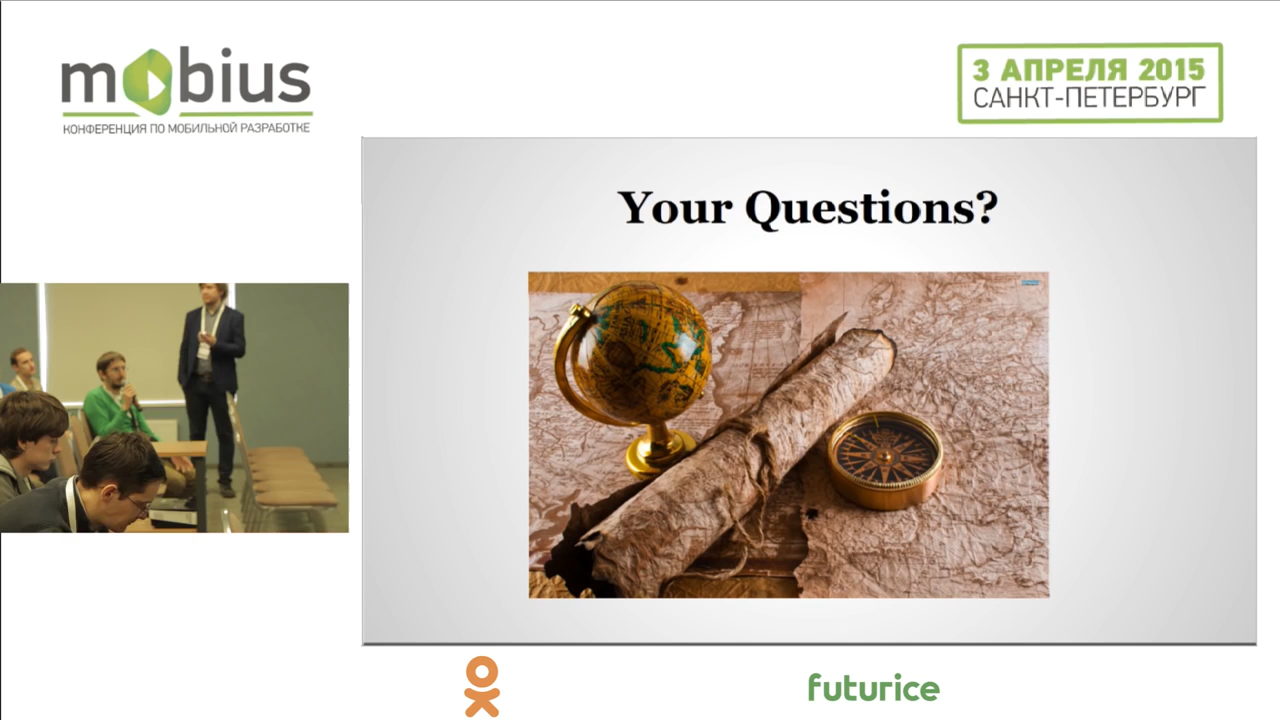 mobius
КОНФЕРЕНЦИЯ ПО МОБИЛЬНОЙ РАЗРАБОТКЕ
3 АПРЕЛЯ 2015
САНКТ-ПЕТЕРБУРГ
Your Questions?
futurice